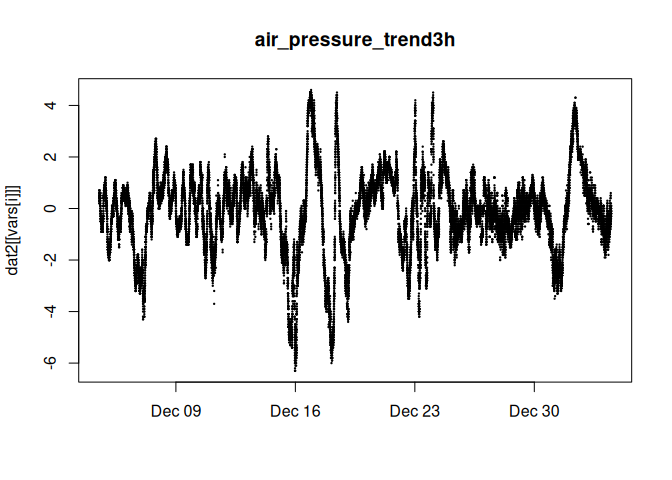 air_pressure_trend3h
dat2[[vars[i]]]
4
2
0
-2
-4
-6
Dec 09
Dec 16
Dec 23
Dec 30